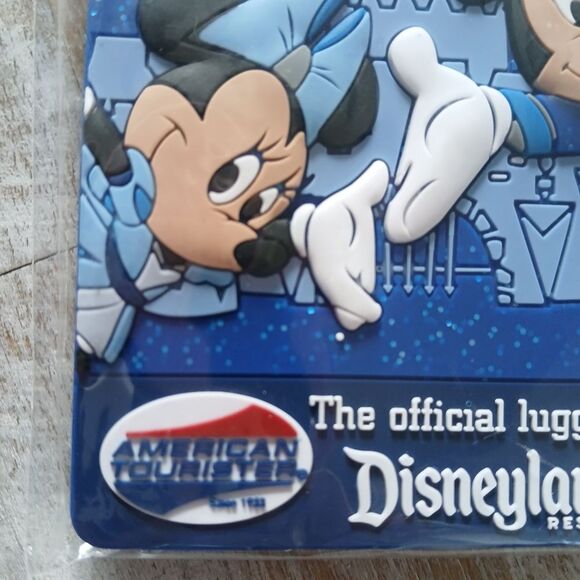 The official lugg
AMERICAN
TOURISTER®
Since 1933
Disneylan
RES